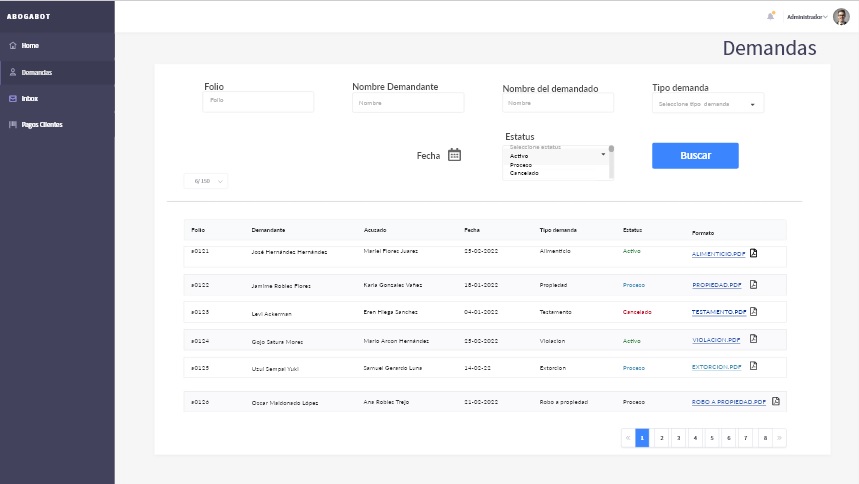 ABOGABOT
Administrador
Home
Demandas
Inbox
Pagos Clientes
Demandas
Folio
Nombre Demandante
Nombre del demandado
Tipo demanda
Folio
Nombre
Nombre
Seleccione tipo demanda
Fecha
Estatus
Seleccione estatus
Activo
Proceso
Cancelado
Buscar
6/ 150
Folio Demandante Acusado Fecha Tipo demanda Estatus Formato
#0121 José Hernández Hernández Mariel Flores Juarez 25-02-2022 Alimenticio Activo ALIMENTICIO.PDF
#0122 Jamine Robles Flores Karla Gonzales Vañez 18-01-2022 Propiedad Proceso PROPIEDAD.PDF
#0123 Levi Ackerman Eren Hiega Sanchez 04-01-2022 Testamento Cancelado TESTAMENTO.PDF
#0124 Gojo Satura Mores Mario Arcon Hernández 25-02-2022 Violacion Activo VIOLACION.PDF
#0125 Uzui Sempai Yuki Samuel Gerardo Luna 14-02-22 Extorcion Proceso EXTORCION.PDF
#0126 Oscar Maldonado López Ana Robles Trejo 21-02-2022 Robo a propiedad Proceso ROBO A PROPIEDAD.PDF
« 1 2 3 4 5 6 7 8 »